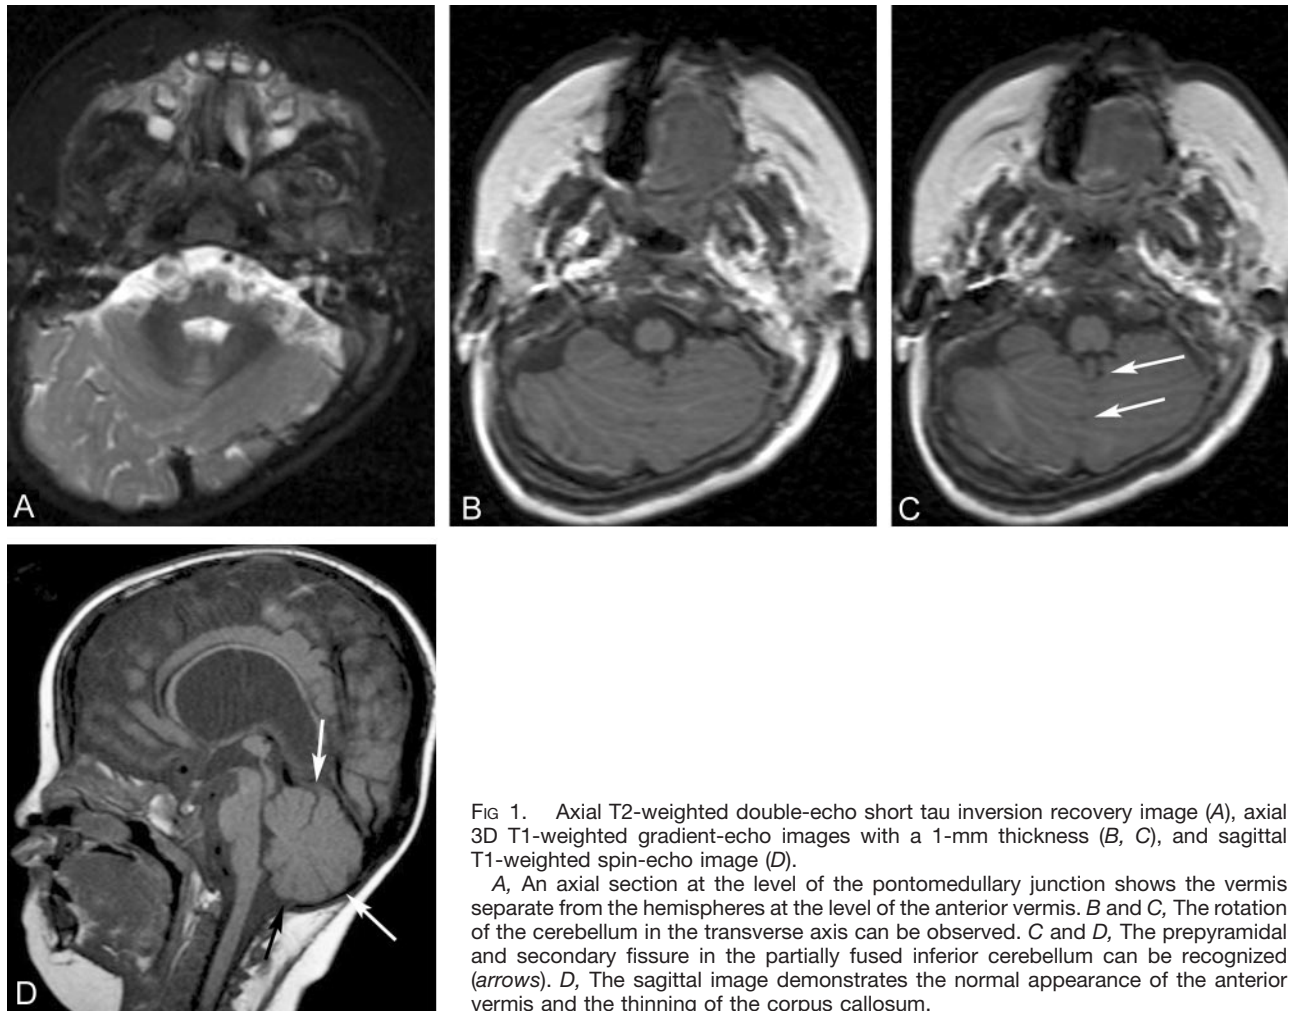 A
B
C
D
FIG 1. Axial T2-weighted double-echo short tau inversion recovery image (A), axial
3D T1-weighted gradient-echo images with a 1-mm thickness (B, C), and sagittal
T1-weighted spin-echo image (D).
A, An axial section at the level of the pontomedullary junction shows the vermis
separate from the hemispheres at the level of the anterior vermis. B and C, The rotation
of the cerebellum in the transverse axis can be observed. C and D, The prepyramidal
and secondary fissure in the partially fused inferior cerebellum can be recognized
(arrows). D, The sagittal image demonstrates the normal appearance of the anterior
vermis and the thinning of the corpus callosum.